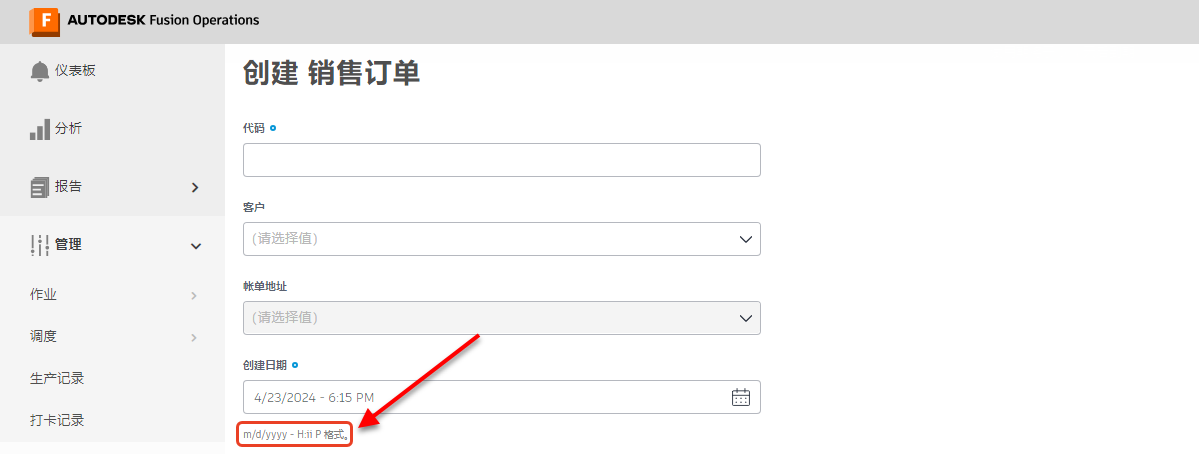 AUTODESK Fusion Operations
仪表板
分析
报告
管理
作业
调度
生产记录
打卡记录
创建 销售订单
代码
客户
(请选择值)
帐单地址
(请选择值)
创建日期
4/23/2024 - 6:15 PM
m/d/yyyy - H:ii P 格式。